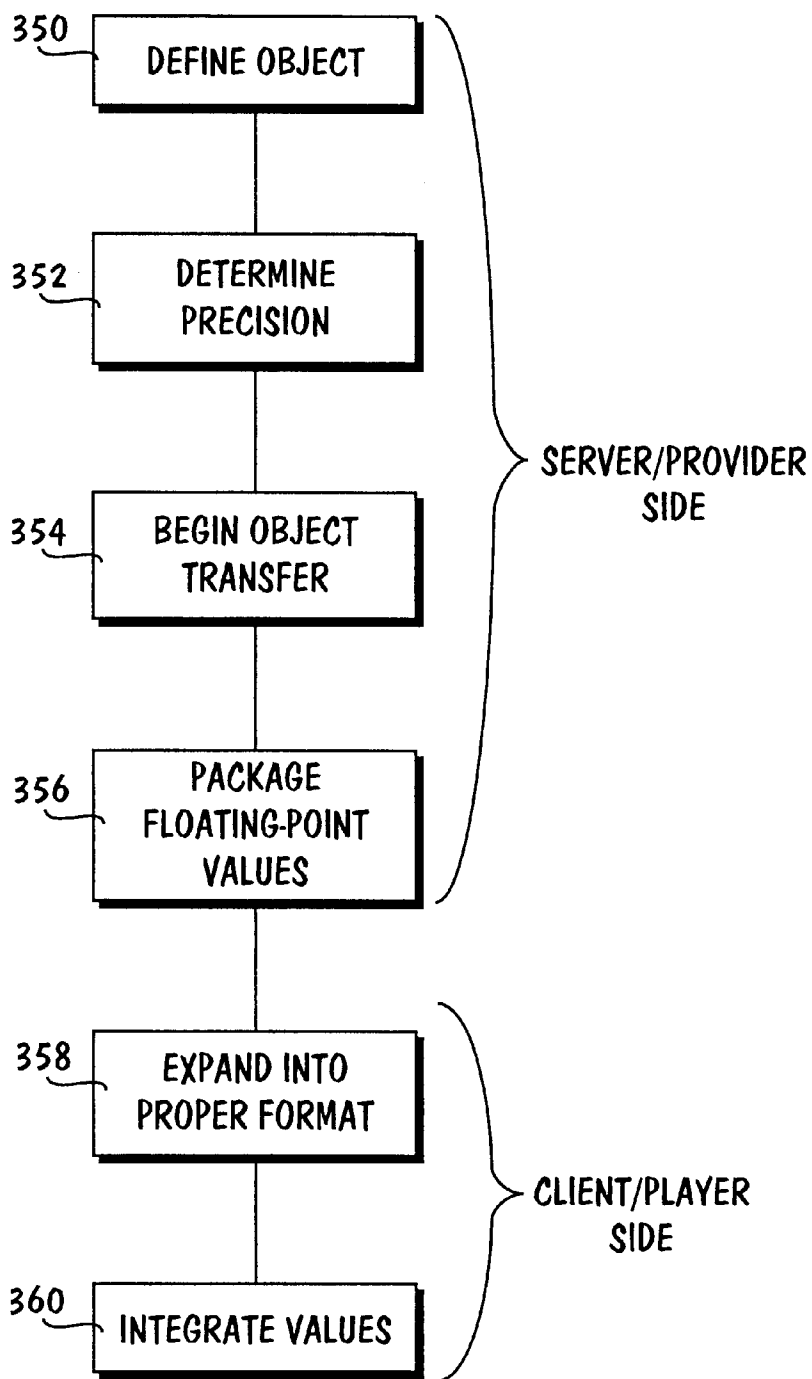 350
DEFINE OBJECT
352
DETERMINE
PRECISION
SERVER/PROVIDER
SIDE
354
BEGIN OBJECT
TRANSFER
356
PACKAGE
FLOATING-POINT
VALUES
358
EXPAND INTO
PROPER FORMAT
CLIENT/PLAYER
SIDE
360
INTEGRATE VALUES